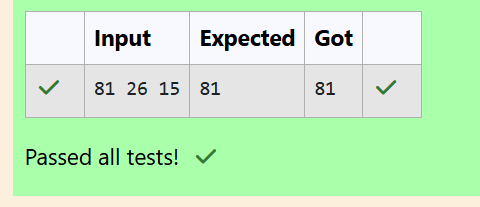 Input Expected Got
81 26 15 81 81
Passed all tests!